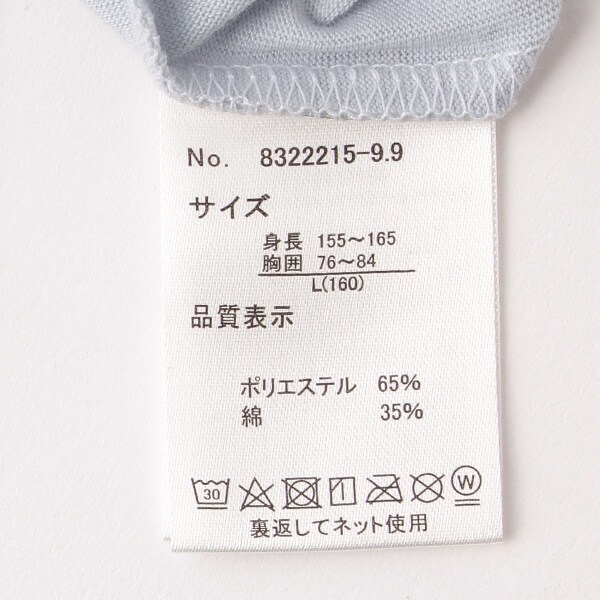 No. 8322215-9.9
サイズ
身長 155～165
胸囲 76～84
L(160)
品質表示
ポリエステル 65%
綿 35%
30 W
裏返してネット使用